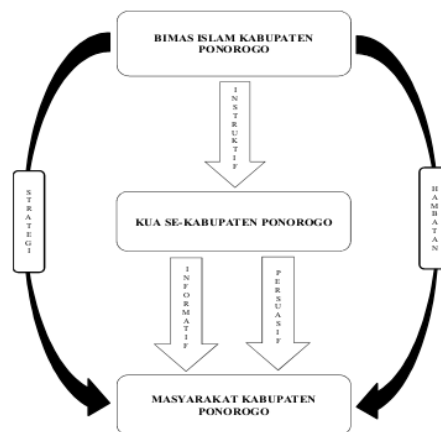 BIMAS ISLAM KABUPATEN
PONOROGO
INSTRUKTIF
STRATEGI
HAMBATAN
KUA SE-KABUPATEN PONOROGO
INFORMATIF
PERSUASIF
MASYARAKAT KABUPATEN
PONOROGO